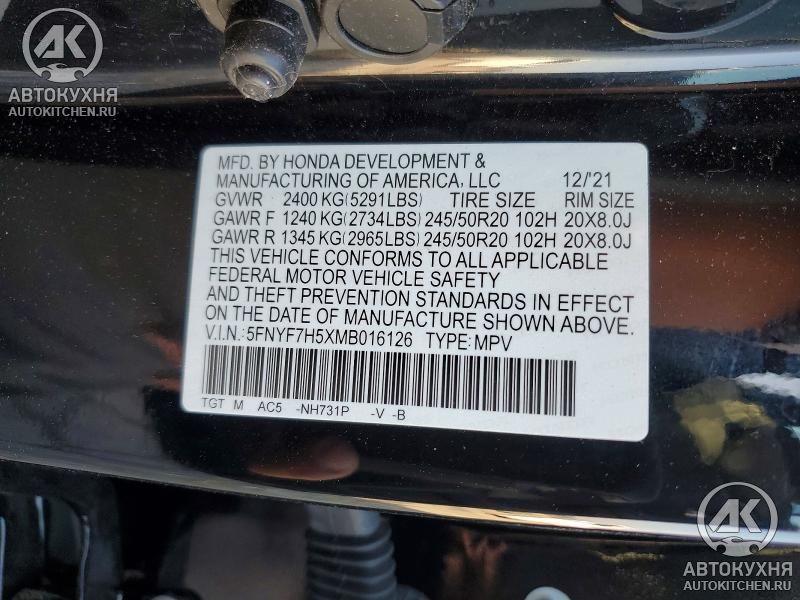 AK
АВТОКУХНЯ
AUTOKITCHEN.RU
MFD. BY HONDA DEVELOPMENT &
MANUFACTURING OF AMERICA, LLC 12/'21
GVWR 2400 KG(5291LBS) TIRE SIZE RIM SIZE
GAWR F 1240 KG(2734LBS) 245/50R20 102H 20X8.0J
GAWR R 1345 KG(2965LBS) 245/50R20 102H 20X8.0J
THIS VEHICLE CONFORMS TO ALL APPLICABLE
FEDERAL MOTOR VEHICLE SAFETY
AND THEFT PREVENTION STANDARDS IN EFFECT
ON THE DATE OF MANUFACTURE SHOWN ABOVE.
V.I.N.: 5FNYF7H5XMB016126 TYPE: MPV
TGT M AC5 -NH731P -V -B
AK
АВТОКУХНЯ
AUTOKITCHEN.RU